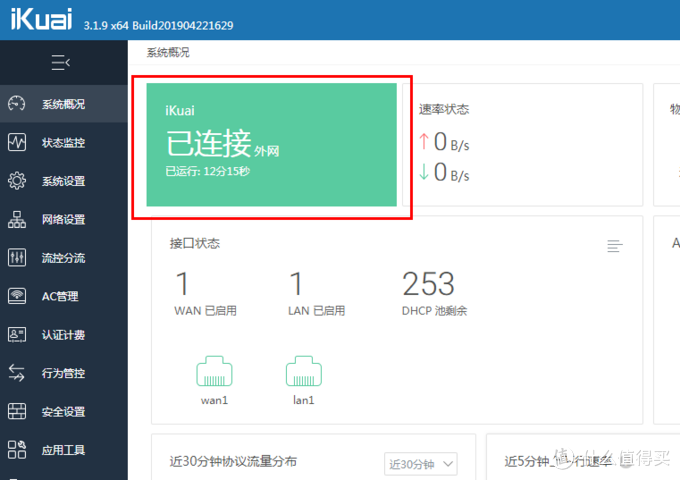 iKuai 3.1.9 x64 Build201904221629
系统概况
系统概况
状态监控
系统设置
网络设置
流控分流
AC管理
认证计费
行为管控
安全设置
应用工具
iKuai
已连接 外网
已运行: 12分15秒
速率状态
↑ 0 B/s
↓ 0 B/s
接口状态
1 1 253
WAN 已启用 LAN 已启用 DHCP 池剩余
wan1 lan1
近30分钟协议流量分布
近30分钟
近5分钟
行速率
什么值得买